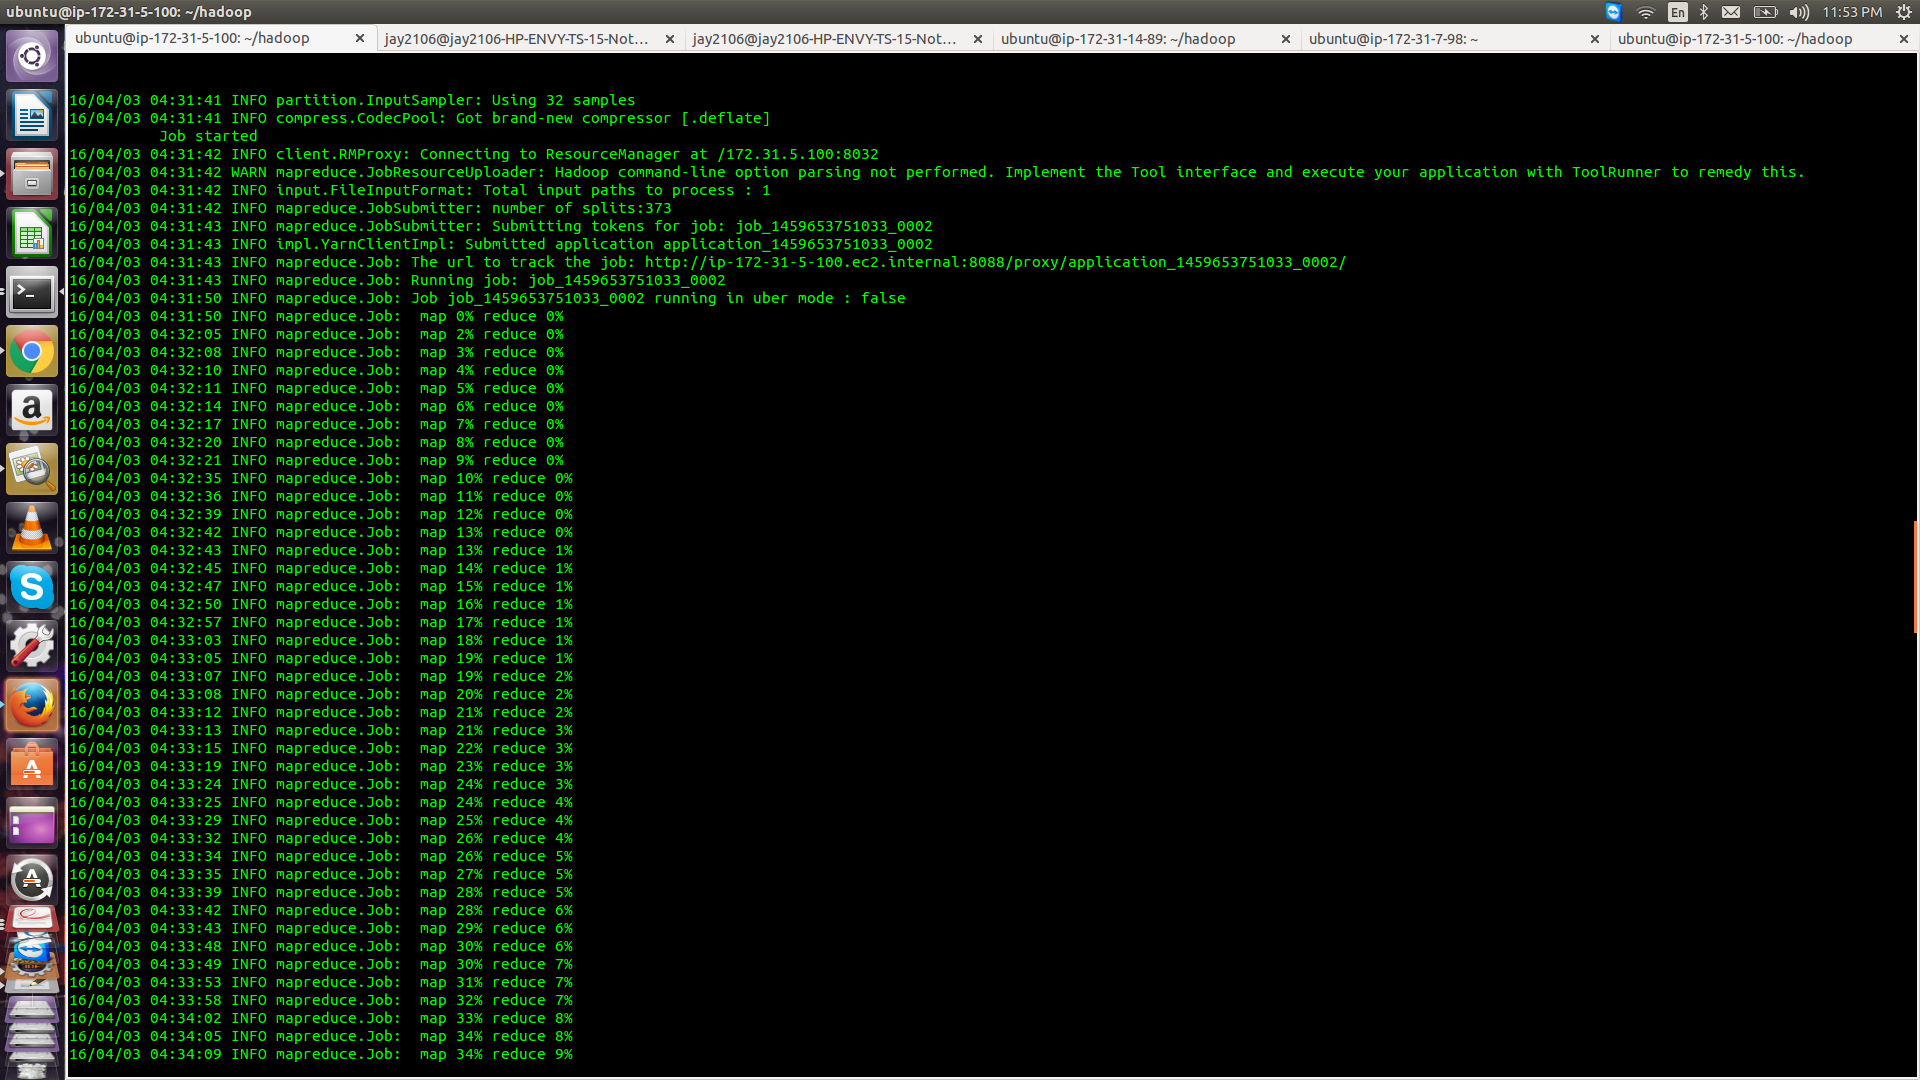 ubuntu@ip-172-31-5-100: ~/hadoop
En
11:53 PM
ubuntu@ip-172-31-5-100: ~/hadoop
jay2106@jay2106-HP-ENVY-TS-15-Not...
jay2106@jay2106-HP-ENVY-TS-15-Not...
ubuntu@ip-172-31-14-89: ~/hadoop
ubuntu@ip-172-31-7-98: ~
ubuntu@ip-172-31-5-100: ~/hadoop
16/04/03 04:31:41 INFO partition.InputSampler: Using 32 samples
16/04/03 04:31:41 INFO compress.CodecPool: Got brand-new compressor [.deflate]
Job started
16/04/03 04:31:42 INFO client.RMProxy: Connecting to ResourceManager at /172.31.5.100:8032
16/04/03 04:31:42 WARN mapreduce.JobResourceUploader: Hadoop command-line option parsing not performed. Implement the Tool interface and execute your application with ToolRunner to remedy this.
16/04/03 04:31:42 INFO input.FileInputFormat: Total input paths to process : 1
16/04/03 04:31:42 INFO mapreduce.JobSubmitter: number of splits:373
16/04/03 04:31:43 INFO mapreduce.JobSubmitter: Submitting tokens for job: job_1459653751033_0002
16/04/03 04:31:43 INFO impl.YarnClientImpl: Submitted application application_1459653751033_0002
16/04/03 04:31:43 INFO mapreduce.Job: The url to track the job: http://ip-172-31-5-100.ec2.internal:8088/proxy/application_1459653751033_0002/
16/04/03 04:31:43 INFO mapreduce.Job: Running job: job_1459653751033_0002
16/04/03 04:31:50 INFO mapreduce.Job: Job job_1459653751033_0002 running in uber mode : false
16/04/03 04:31:50 INFO mapreduce.Job:  map 0% reduce 0%
16/04/03 04:32:05 INFO mapreduce.Job:  map 2% reduce 0%
16/04/03 04:32:08 INFO mapreduce.Job:  map 3% reduce 0%
16/04/03 04:32:10 INFO mapreduce.Job:  map 4% reduce 0%
16/04/03 04:32:11 INFO mapreduce.Job:  map 5% reduce 0%
16/04/03 04:32:14 INFO mapreduce.Job:  map 6% reduce 0%
16/04/03 04:32:17 INFO mapreduce.Job:  map 7% reduce 0%
16/04/03 04:32:20 INFO mapreduce.Job:  map 8% reduce 0%
16/04/03 04:32:21 INFO mapreduce.Job:  map 9% reduce 0%
16/04/03 04:32:35 INFO mapreduce.Job:  map 10% reduce 0%
16/04/03 04:32:36 INFO mapreduce.Job:  map 11% reduce 0%
16/04/03 04:32:39 INFO mapreduce.Job:  map 12% reduce 0%
16/04/03 04:32:42 INFO mapreduce.Job:  map 13% reduce 0%
16/04/03 04:32:43 INFO mapreduce.Job:  map 13% reduce 1%
16/04/03 04:32:45 INFO mapreduce.Job:  map 14% reduce 1%
16/04/03 04:32:47 INFO mapreduce.Job:  map 15% reduce 1%
16/04/03 04:32:50 INFO mapreduce.Job:  map 16% reduce 1%
16/04/03 04:32:57 INFO mapreduce.Job:  map 17% reduce 1%
16/04/03 04:33:03 INFO mapreduce.Job:  map 18% reduce 1%
16/04/03 04:33:05 INFO mapreduce.Job:  map 19% reduce 1%
16/04/03 04:33:07 INFO mapreduce.Job:  map 19% reduce 2%
16/04/03 04:33:08 INFO mapreduce.Job:  map 20% reduce 2%
16/04/03 04:33:12 INFO mapreduce.Job:  map 21% reduce 2%
16/04/03 04:33:13 INFO mapreduce.Job:  map 21% reduce 3%
16/04/03 04:33:15 INFO mapreduce.Job:  map 22% reduce 3%
16/04/03 04:33:19 INFO mapreduce.Job:  map 23% reduce 3%
16/04/03 04:33:24 INFO mapreduce.Job:  map 24% reduce 3%
16/04/03 04:33:25 INFO mapreduce.Job:  map 24% reduce 4%
16/04/03 04:33:29 INFO mapreduce.Job:  map 25% reduce 4%
16/04/03 04:33:32 INFO mapreduce.Job:  map 26% reduce 4%
16/04/03 04:33:34 INFO mapreduce.Job:  map 26% reduce 5%
16/04/03 04:33:35 INFO mapreduce.Job:  map 27% reduce 5%
16/04/03 04:33:39 INFO mapreduce.Job:  map 28% reduce 5%
16/04/03 04:33:42 INFO mapreduce.Job:  map 28% reduce 6%
16/04/03 04:33:43 INFO mapreduce.Job:  map 29% reduce 6%
16/04/03 04:33:48 INFO mapreduce.Job:  map 30% reduce 6%
16/04/03 04:33:49 INFO mapreduce.Job:  map 30% reduce 7%
16/04/03 04:33:53 INFO mapreduce.Job:  map 31% reduce 7%
16/04/03 04:33:58 INFO mapreduce.Job:  map 32% reduce 7%
16/04/03 04:34:02 INFO mapreduce.Job:  map 33% reduce 8%
16/04/03 04:34:05 INFO mapreduce.Job:  map 34% reduce 8%
16/04/03 04:34:09 INFO mapreduce.Job:  map 34% reduce 9%